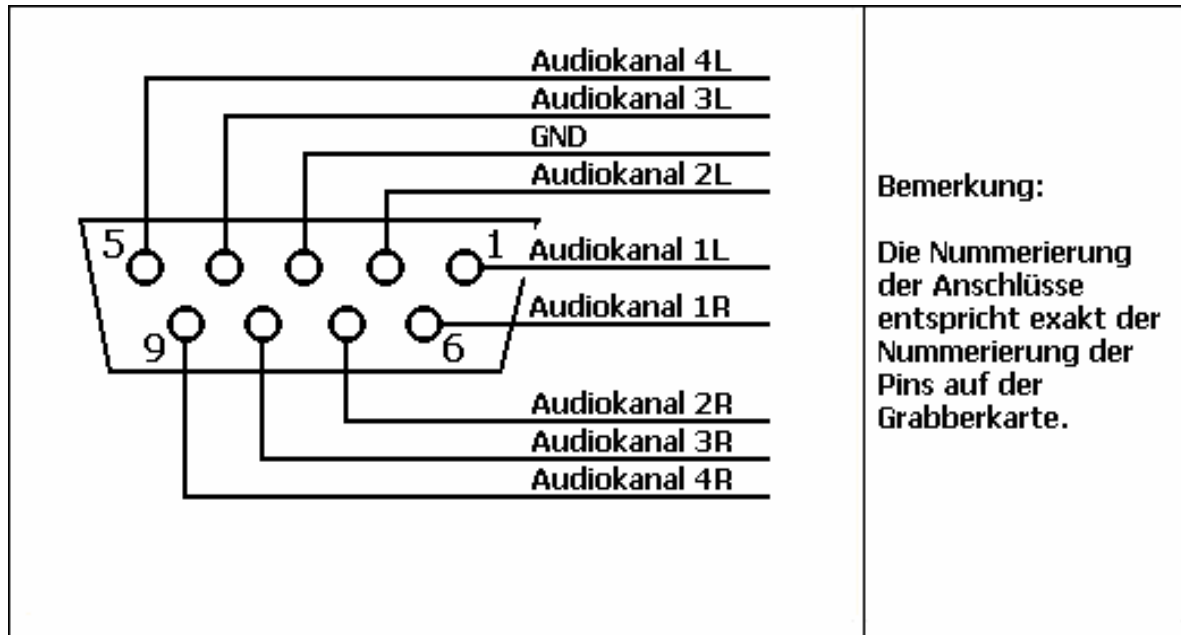 Audiokanal 4L
Audiokanal 3L
GND
Audiokanal 2L
5
1
Audiokanal 1L
Audiokanal 1R
9
6
Audiokanal 2R
Audiokanal 3R
Audiokanal 4R
Bemerkung:
Die Nummerierung
der Anschlüsse
entspricht exakt der
Nummerierung der
Pins auf der
Grabberkarte.